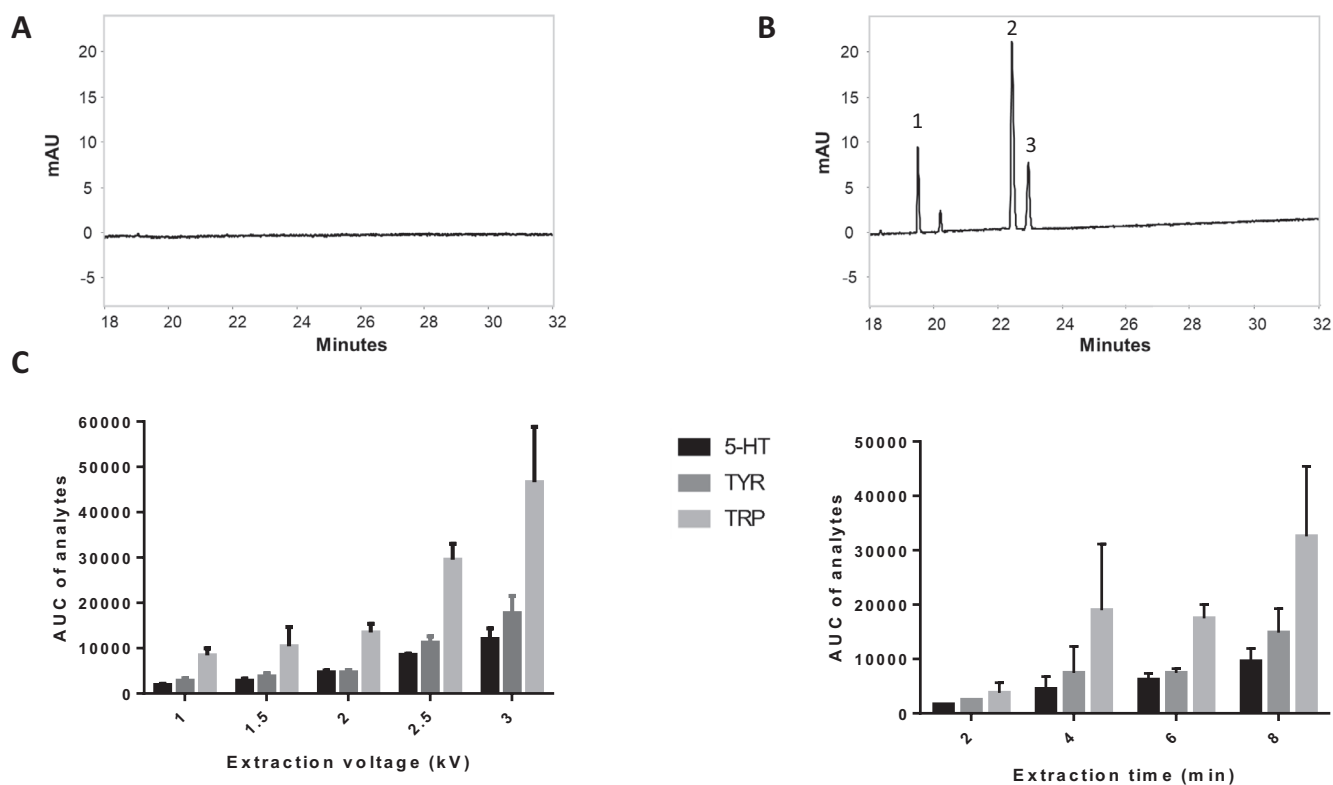 A
20
15
10
5
0
-5
mAU
18 20 22 24 26 28 30 32
Minutes
B
20
15
10
5
0
-5
mAU
1
2
3
18 20 22 24 26 28 30 32
Minutes
C
60000
50000
40000
30000
20000
10000
0
AUC of analytes
1 1.5 2 2.5 3
Extraction voltage (kV)
5-HT
TYR
TRP
50000
40000
30000
20000
10000
0
AUC of analytes
2 4 6 8
Extraction time (min)